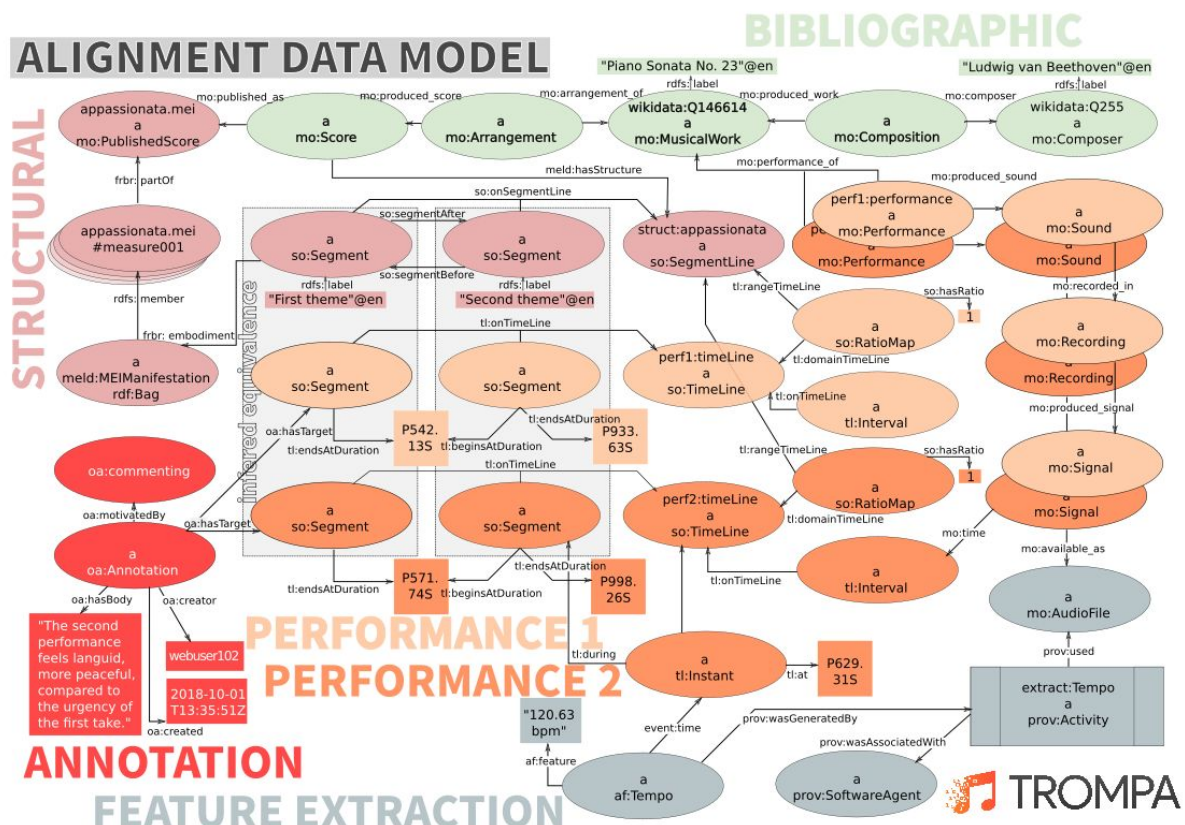 BIBLIOGRAPHIC
ALIGNMENT DATA MODEL
"Piano Sonata No. 23"@en
"Ludwig van Beethoven"@en
rdfs:label
rdfs:label
mo:published_as
mo:produced_score
mo:arrangement_of
mo:produced_work
mo:composer
appassionata.mei
a
mo:PublishedScore
a
mo:Score
a
mo:Arrangement
wikidata:Q146614
a
mo:MusicalWork
a
mo:Composition
wikidata:Q255
a
mo:Composer
STRUCTURAL
frbr: partOf
meld:hasStructure
mo:performance_of
mo:produced_sound
so:onSegmentLine
so:segmentAfter
so:segmentBefore
appassionata.mei
#measure001
a
so:Segment
a
so:Segment
struct:appassionata
a
so:SegmentLine
perf1:performance
a
mo:Performance
a
mo:Performance
a
mo:Sound
a
mo:Sound
rdfs:label
rdfs:label
"First theme"@en
"Second theme"@en
rdfs: member
frbr: embodiment
tl:rangeTimeLine
so:hasRatio
1
mo:recorded_in
inferred equivalence
tl:onTimeLine
a
so:RatioMap
tl:domainTimeLine
a
mo:Recording
mo:Recording
a
meld:MEIManifestation
rdf:Bag
a
so:Segment
a
so:Segment
perf1:timeLine
a
so:TimeLine
tl:onTimeLine
a
tl:Interval
mo:produced_signal
oa:hasTarget
tl:endsAtDuration
P542.
13S
tl:beginsAtDuration
tl:endsAtDuration
P933.
63S
tl:rangeTimeLine
so:hasRatio
1
a
mo:Signal
a
mo:Signal
oa:commenting
oa:motivatedBy
oa:hasTarget
tl:onTimeLine
a
so:Segment
a
so:Segment
perf2:timeLine
a
so:TimeLine
a
so:RatioMap
tl:domainTimeLine
mo:time
mo:available_as
a
oa:Annotation
tl:endsAtDuration
P571.
74S
tl:beginsAtDuration
tl:endsAtDuration
P998.
26S
tl:onTimeLine
a
tl:Interval
a
mo:AudioFile
oa:hasBody
oa:creator
"The second
performance
feels languid,
more peaceful,
compared to
the urgency of
the first take."
webuser102
2018-10-01
T13:35:51Z
oa:created
PERFORMANCE 1
PERFORMANCE 2
tl:during
a
tl:Instant
tl:at
P629.
31S
prov:used
extract:Tempo
a
prov:Activity
"120.63
bpm"
af:feature
event:time
prov:wasGeneratedBy
prov:wasAssociatedWith
a
af:Tempo
a
prov:SoftwareAgent
ANNOTATION
FEATURE EXTRACTION
TROMPA